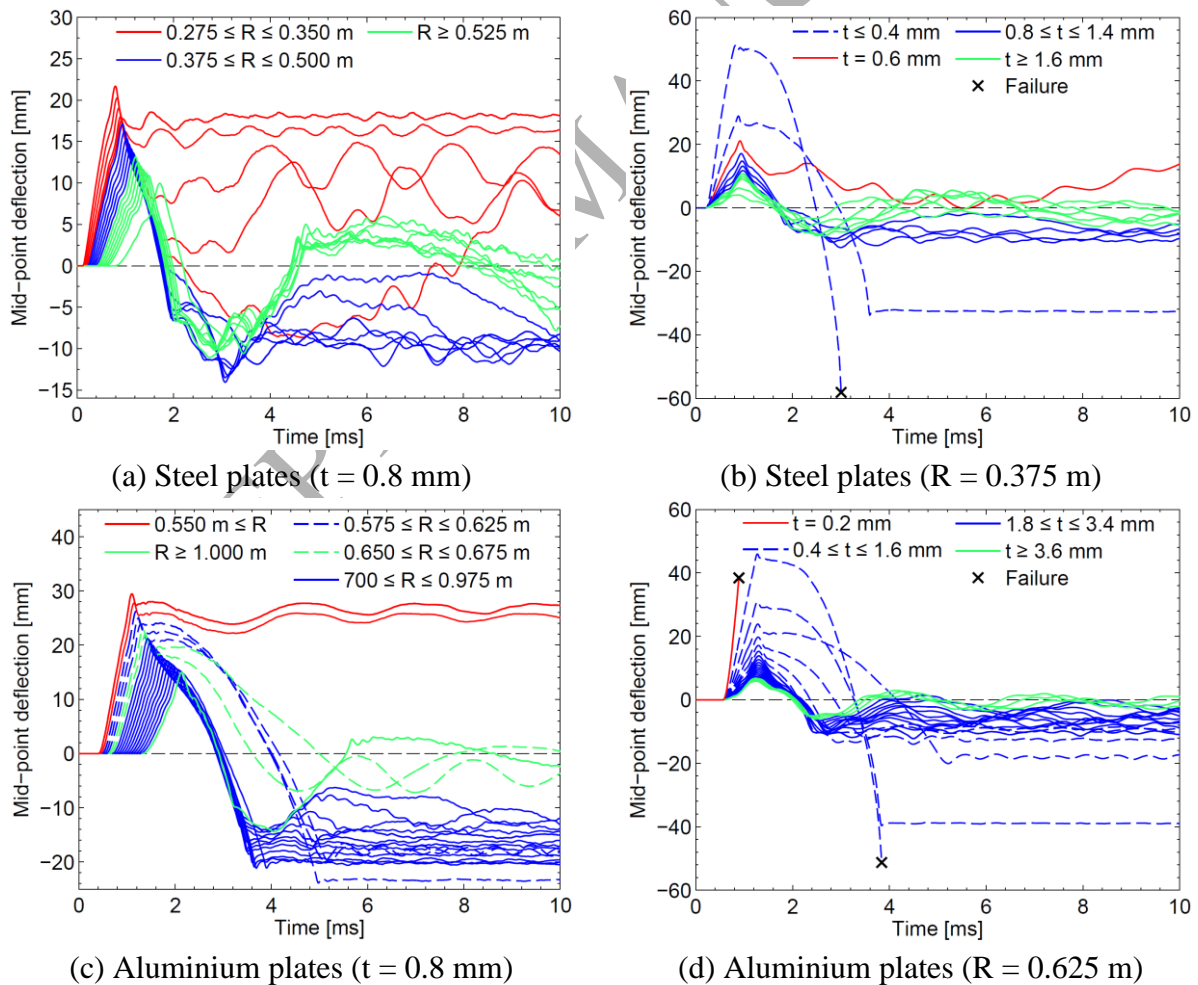 0.275 ≤ R ≤ 0.350 m
R ≥ 0.525 m
0.375 ≤ R ≤ 0.500 m
30
25
20
15
10
5
0
−5
−10
−15
Mid−point deflection [mm]
0 2 4 6 8 10
Time [ms]
(a) Steel plates (t = 0.8 mm)
t ≤ 0.4 mm
0.8 ≤ t ≤ 1.4 mm
t = 0.6 mm
t ≥ 1.6 mm
Failure
60
40
20
0
−20
−40
−60
Mid−point deflection [mm]
0 2 4 6 8 10
Time [ms]
(b) Steel plates (R = 0.375 m)
0.550 m ≤ R
0.575 ≤ R ≤ 0.625 m
R ≥ 1.000 m
0.650 ≤ R ≤ 0.675 m
700 ≤ R ≤ 0.975 m
40
30
20
10
0
−10
−20
Mid−point deflection [mm]
0 2 4 6 8 10
Time [ms]
(c) Aluminium plates (t = 0.8 mm)
t = 0.2 mm
1.8 ≤ t ≤ 3.4 mm
0.4 ≤ t ≤ 1.6 mm
t ≥ 3.6 mm
Failure
60
40
20
0
−20
−40
−60
Mid−point deflection [mm]
0 2 4 6 8 10
Time [ms]
(d) Aluminium plates (R = 0.625 m)